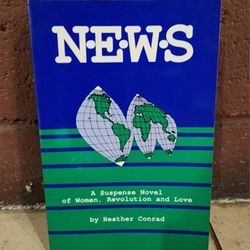 N•E•W•S
A Suspense Novel
of Women, Revolution and Love
by Heather Conrad